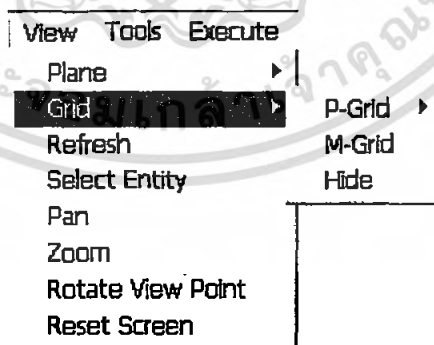 View Tools Execute
Plane
Grid
P-Grid
Refresh
M-Grid
Select Entity
Hide
Pan
Zoom
Rotate View Point
Reset Screen